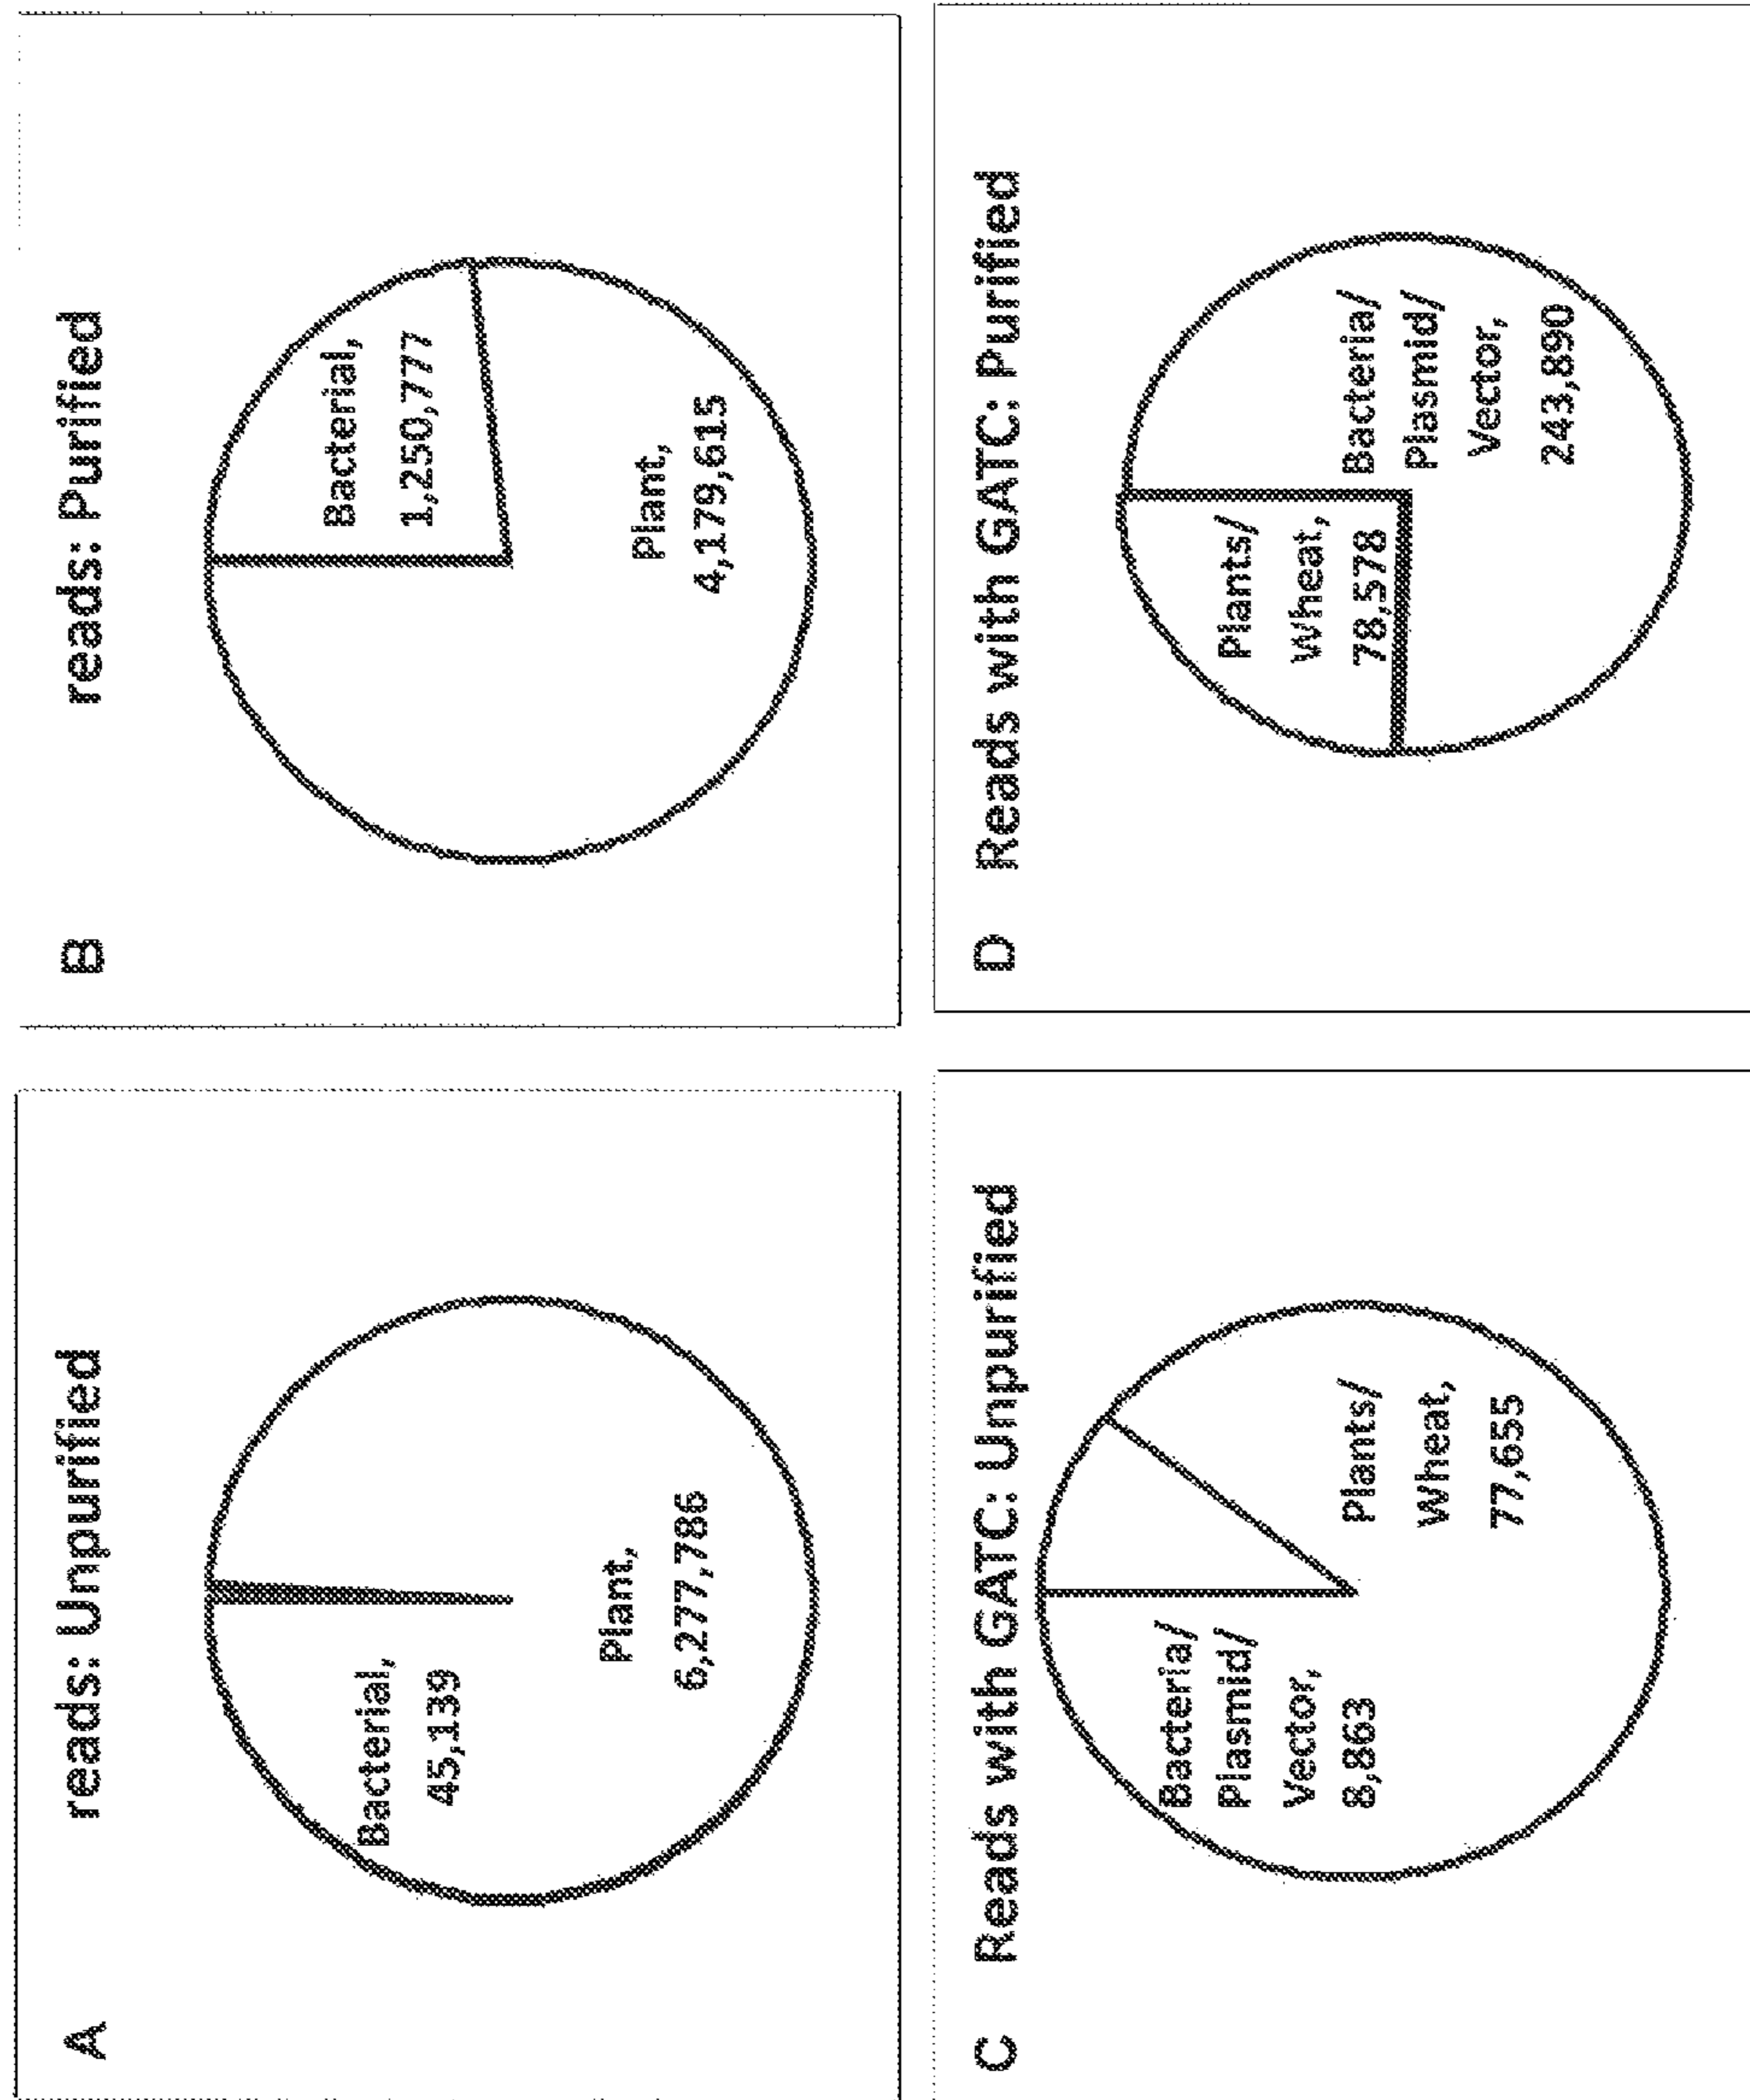 A
reads: Unpurified
Bacterial,
45,139
Plant,
6,277,786
B
reads: Purified
Bacterial,
1,250,777
Plant,
4,179,615
C Reads with GATC: Unpurified
Bacteria/
Plasmid/
Vector,
8,863
Plants/
Wheat,
77,655
D Reads with GATC: Purified
Plants/
Wheat,
78,578
Bacteria/
Plasmid/
Vector,
243,890